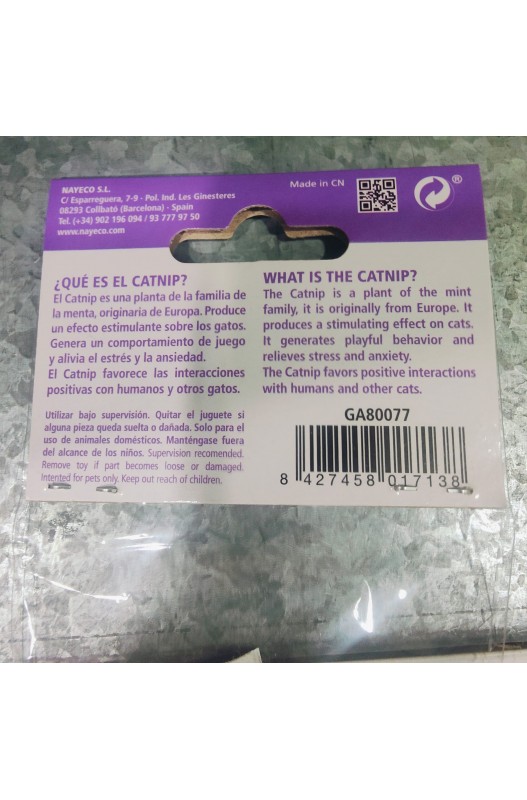 NAYECO S.L.
C/ Esparreguera, 7-9 - Pol. Ind. Les Ginesteres
08293 Collbató (Barcelona) - Spain
Tel. (+34) 902 196 094 / 93 777 97 50
www.nayeco.com
Made in CN
®
¿QUÉ ES EL CATNIP?
El Catnip es una planta de la familia de
la menta, originaria de Europa. Produce
un efecto estimulante sobre los gatos.
Genera un comportamiento de juego
y alivia el estrés y la ansiedad.
El Catnip favorece las interacciones
positivas con humanos y otros gatos.
Utilizar bajo supervisión. Quitar el juguete si
alguna pieza queda suelta o dañada. Solo para el
uso de animales domésticos. Manténgase fuera
del alcance de los niños. Supervision recomended.
Remove toy if part becomes loose or damaged.
Intented for pets only. Keep out reach of children.
WHAT IS THE CATNIP?
The Catnip is a plant of the mint
family, it is originally from Europe. It
produces a stimulating effect on cats.
It generates playful behavior and
relieves stress and anxiety.
The Catnip favors positive interactions
with humans and other cats.
GA80077
8 427458 017138